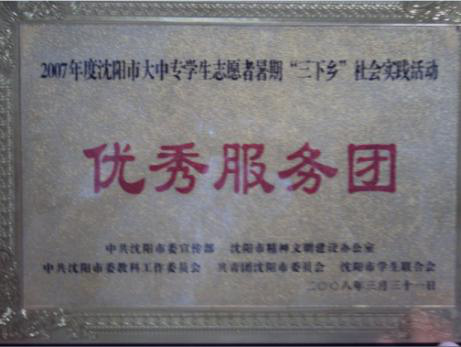 2007年度沈阳市大中专学生志愿者暑期“三下乡”社会实践活动
优秀服务团
中共沈阳市委宣传部 沈阳市精神文明建设办公室
中共沈阳市委教科工作委员会 共青团沈阳市委员会 沈阳市学生联合会
二〇〇八年三月三十一日